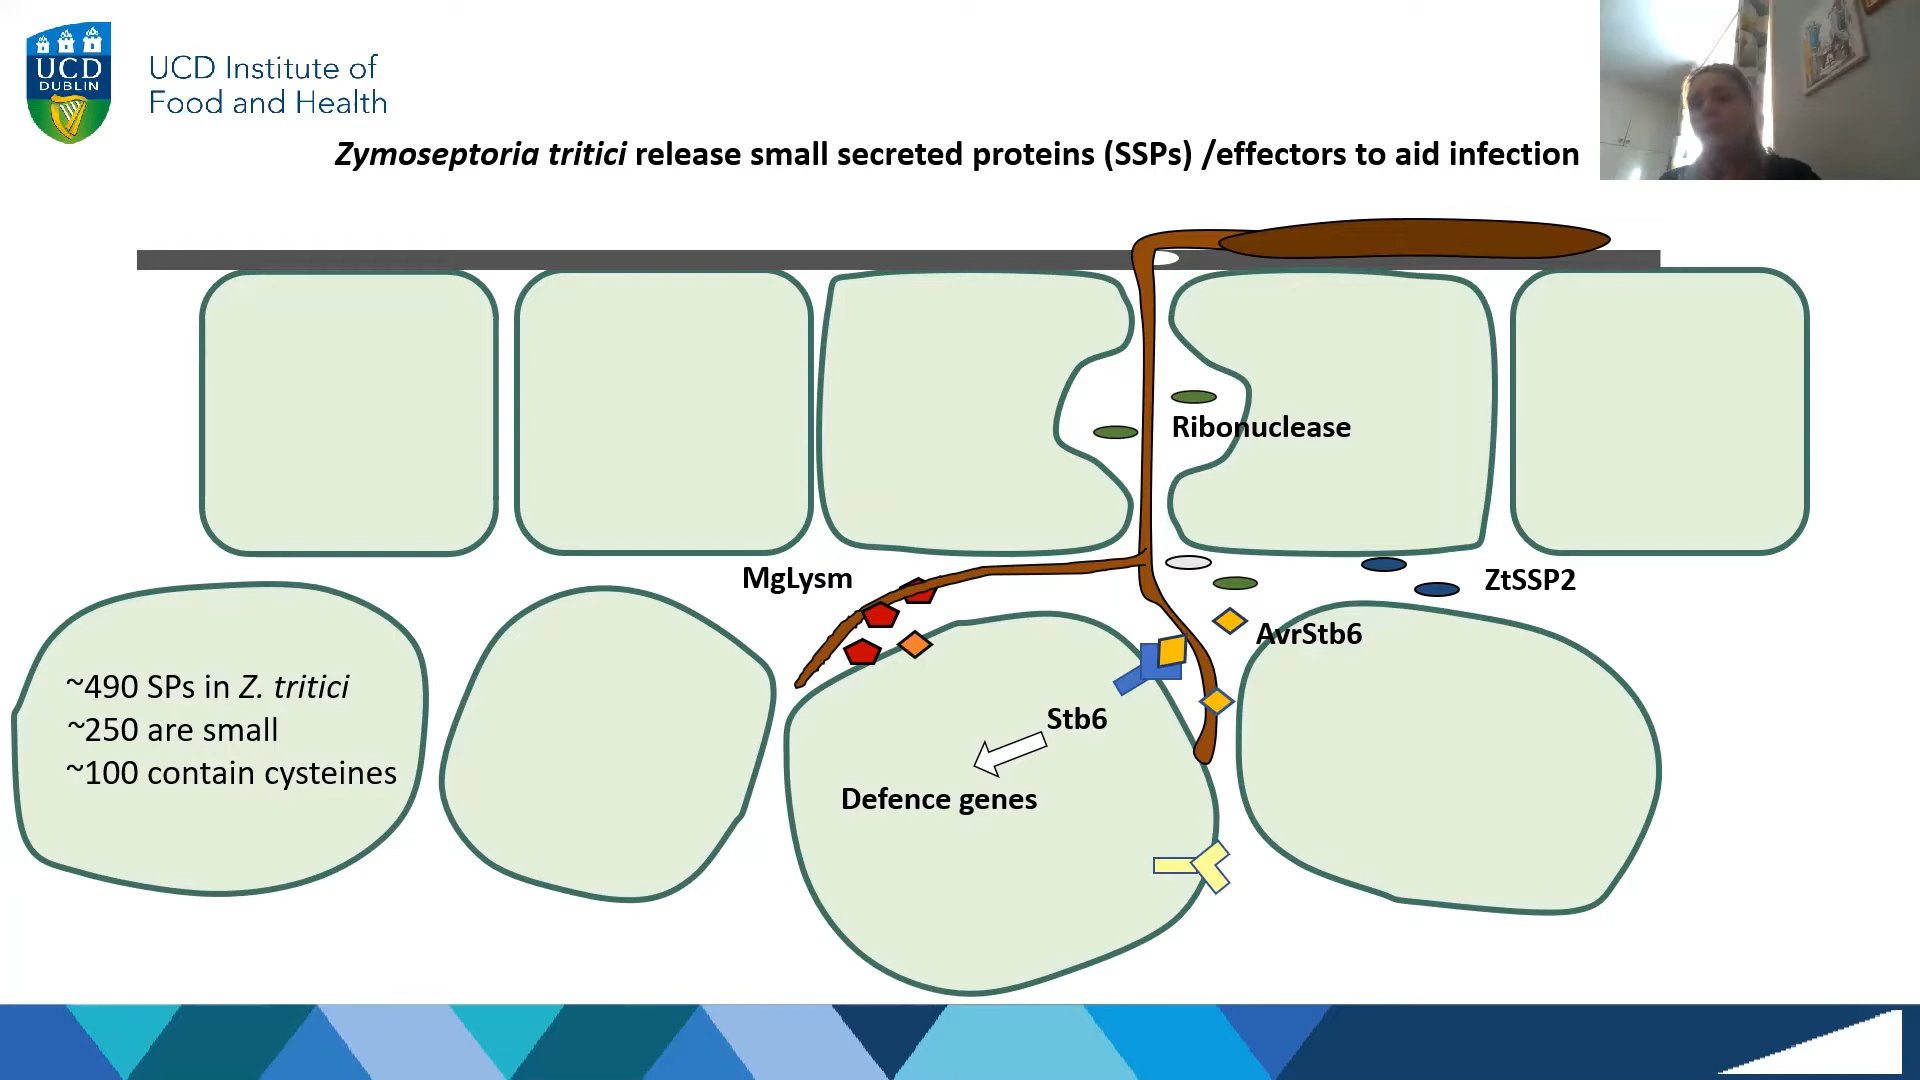 UCD
DUBLIN
UCD Institute of
Food and Health
Zymoseptoria tritici release small secreted proteins (SSPs) /effectors to aid infection
Ribonuclease
MgLysm
ZtSSP2
AvrStb6
~490 SPs in Z. tritici
~250 are small
~100 contain cysteines
Stb6
Defence genes